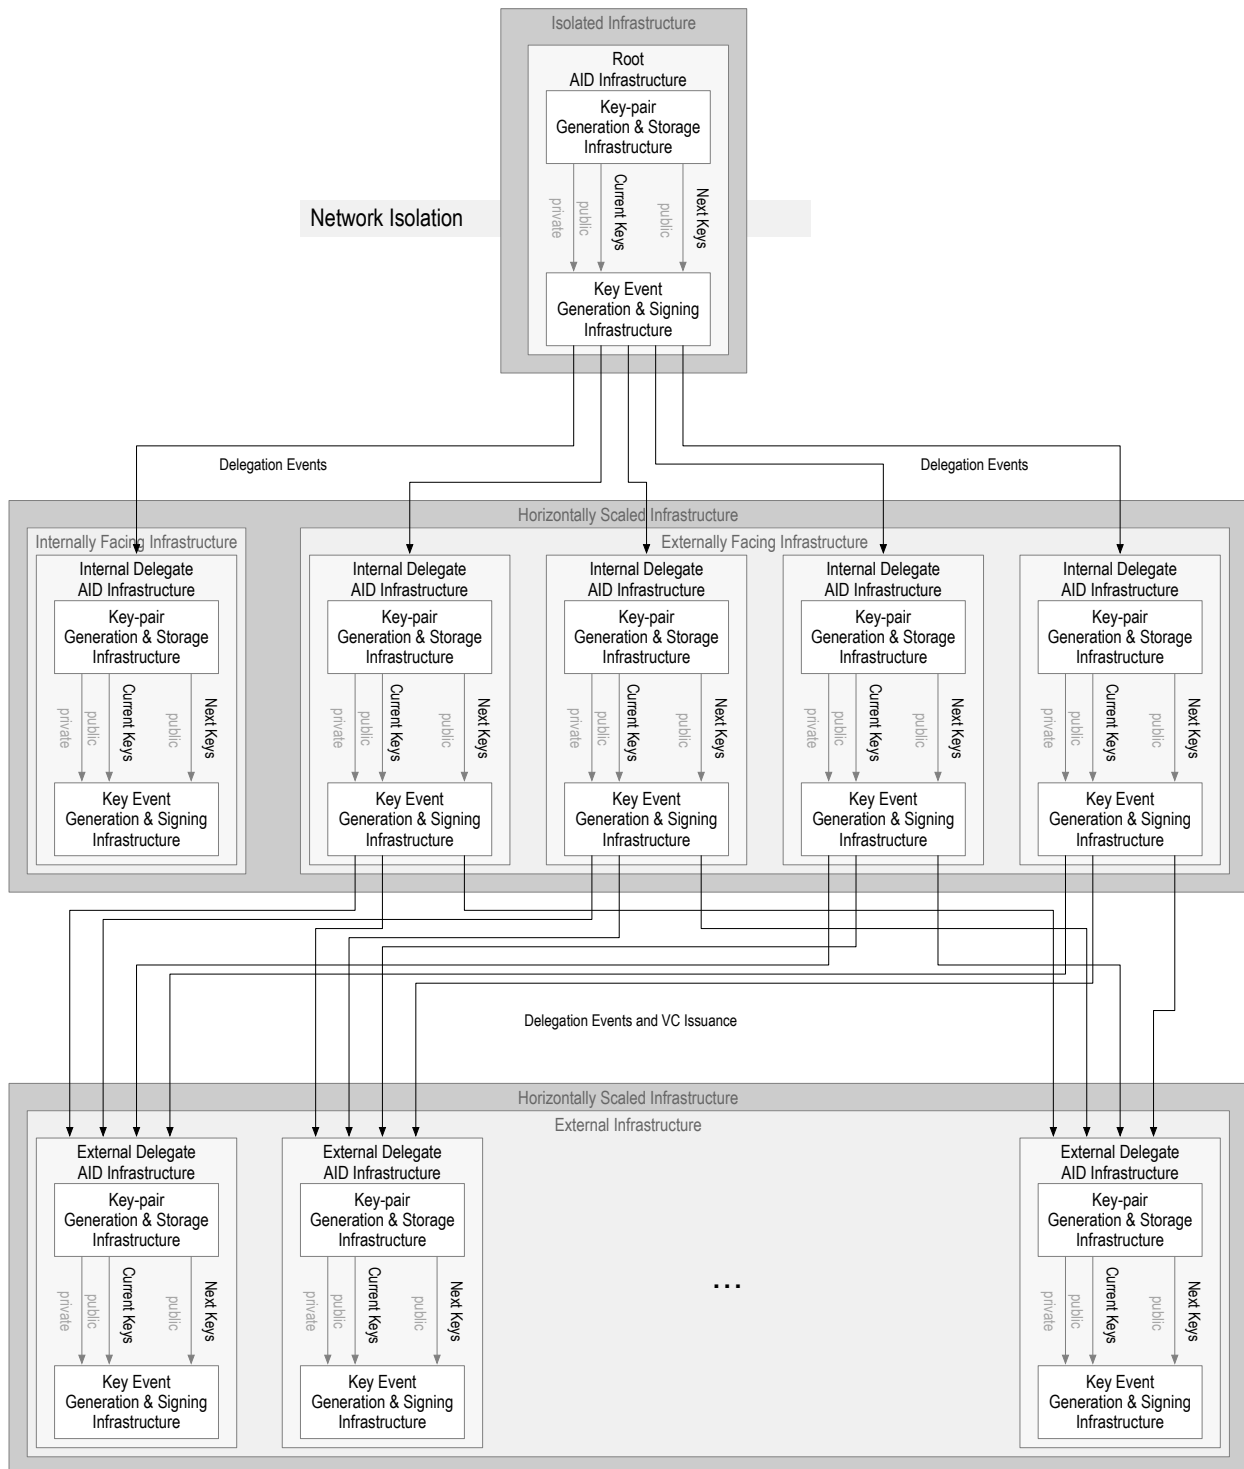 Isolated Infrastructure
Root
AID Infrastructure
Key-pair
Generation & Storage
Infrastructure
private
public
Current Keys
public
Next Keys
Network Isolation
Key Event
Generation & Signing
Infrastructure
Delegation Events
Delegation Events
Horizontally Scaled Infrastructure
Internally Facing Infrastructure
Externally Facing Infrastructure
Internal Delegate
AID Infrastructure
Key-pair
Generation & Storage
Infrastructure
private
public
Current Keys
public
Next Keys
Key Event
Generation & Signing
Infrastructure
Internal Delegate
AID Infrastructure
Key-pair
Generation & Storage
Infrastructure
private
public
Current Keys
public
Next Keys
Key Event
Generation & Signing
Infrastructure
Internal Delegate
AID Infrastructure
Key-pair
Generation & Storage
Infrastructure
private
public
Current Keys
public
Next Keys
Key Event
Generation & Signing
Infrastructure
Internal Delegate
AID Infrastructure
Key-pair
Generation & Storage
Infrastructure
private
public
Current Keys
public
Next Keys
Key Event
Generation & Signing
Infrastructure
Internal Delegate
AID Infrastructure
Key-pair
Generation & Storage
Infrastructure
private
public
Current Keys
public
Next Keys
Key Event
Generation & Signing
Infrastructure
Delegation Events and VC Issuance
Horizontally Scaled Infrastructure
External Infrastructure
External Delegate
AID Infrastructure
Key-pair
Generation & Storage
Infrastructure
private
public
Current Keys
public
Next Keys
Key Event
Generation & Signing
Infrastructure
External Delegate
AID Infrastructure
Key-pair
Generation & Storage
Infrastructure
private
public
Current Keys
public
Next Keys
Key Event
Generation & Signing
Infrastructure
...
External Delegate
AID Infrastructure
Key-pair
Generation & Storage
Infrastructure
private
public
Current Keys
public
Next Keys
Key Event
Generation & Signing
Infrastructure